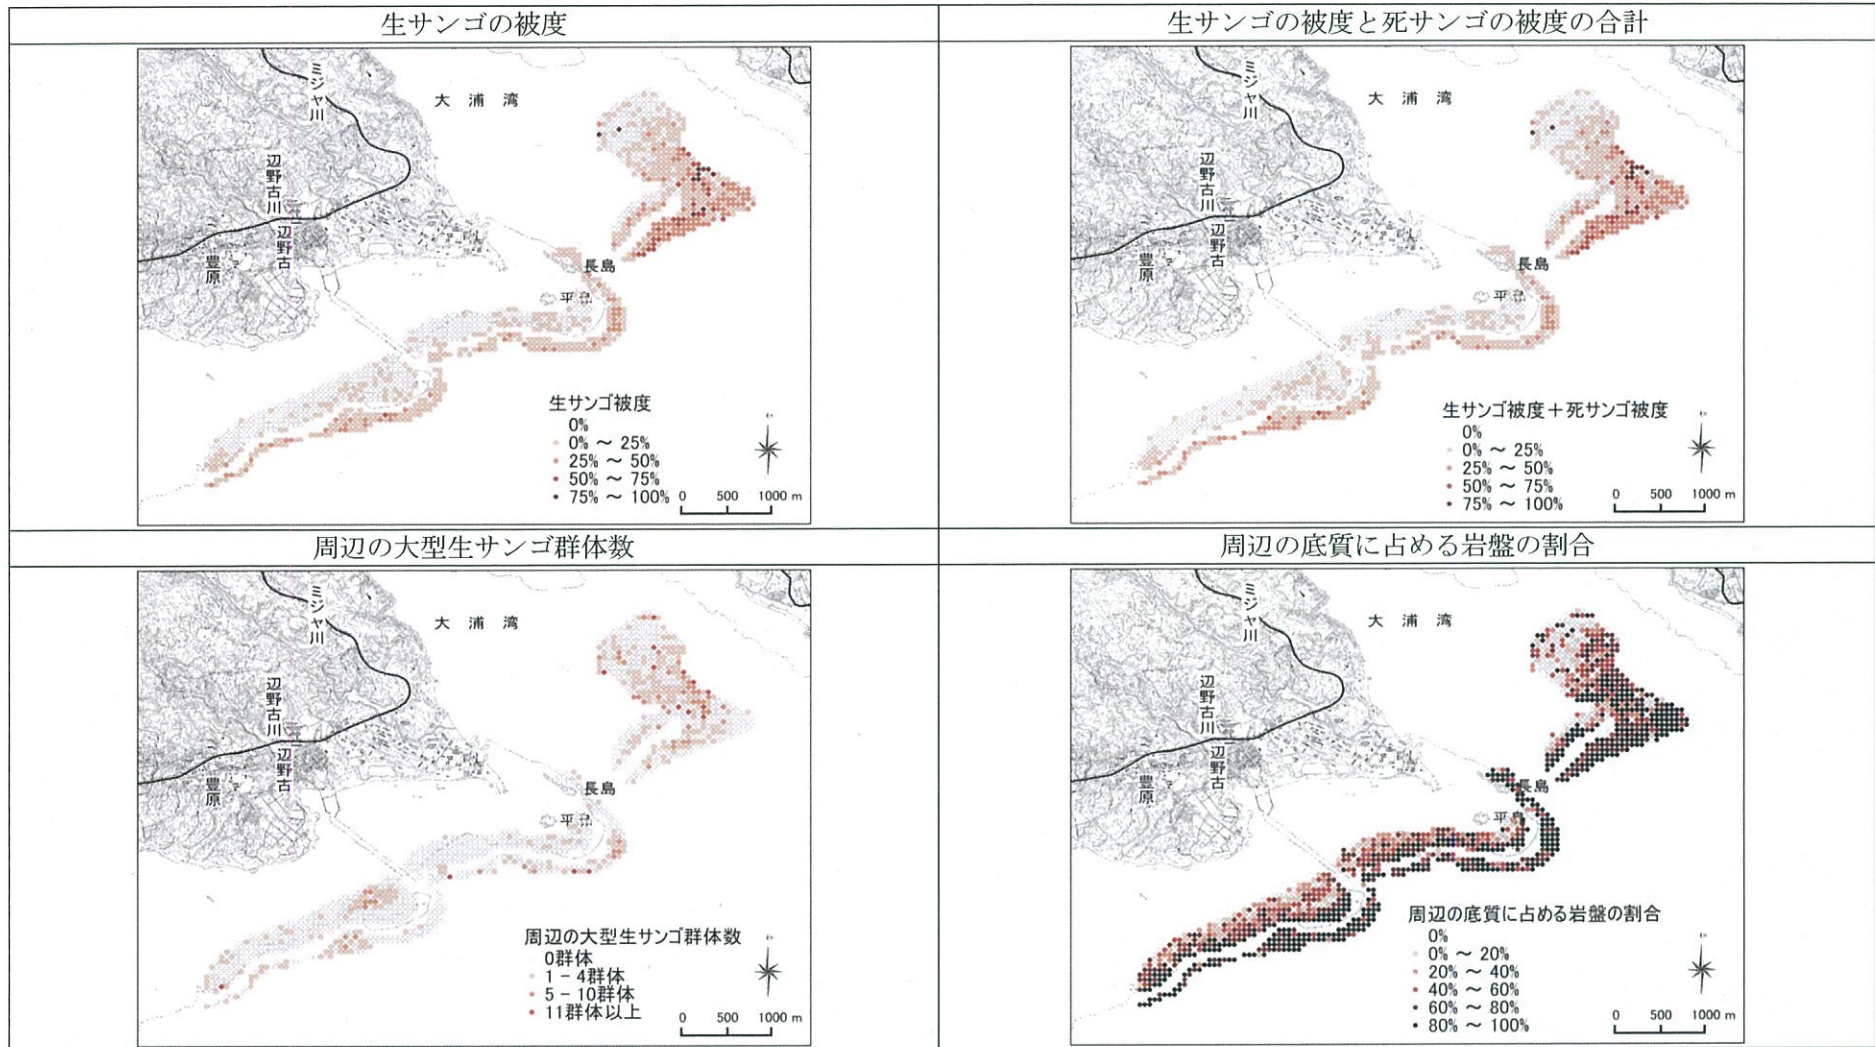 生サンゴの被度
ミジャ川
大浦湾
辺野古川
辺野古
豊原
長島
平島
生サンゴ被度
0%
0% ～ 25%
25% ～ 50%
50% ～ 75%
75% ～ 100%
0 500 1000 m
生サンゴの被度と死サンゴの被度の合計
ミジャ川
大浦湾
辺野古川
辺野古
豊原
長島
平島
生サンゴ被度＋死サンゴ被度
0%
0% ～ 25%
25% ～ 50%
50% ～ 75%
75% ～ 100%
0 500 1000 m
周辺の大型生サンゴ群体数
ミジャ川
大浦湾
辺野古川
辺野古
豊原
長島
平島
周辺の大型生サンゴ群体数
0群体
1 - 4群体
5 - 10群体
11群体以上
0 500 1000 m
周辺の底質に占める岩盤の割合
ミジャ川
大浦湾
辺野古川
辺野古
豊原
長島
平島
周辺の底質に占める岩盤の割合
0%
0% ～ 20%
20% ～ 40%
40% ～ 60%
60% ～ 80%
80% ～ 100%
0 500 1000 m